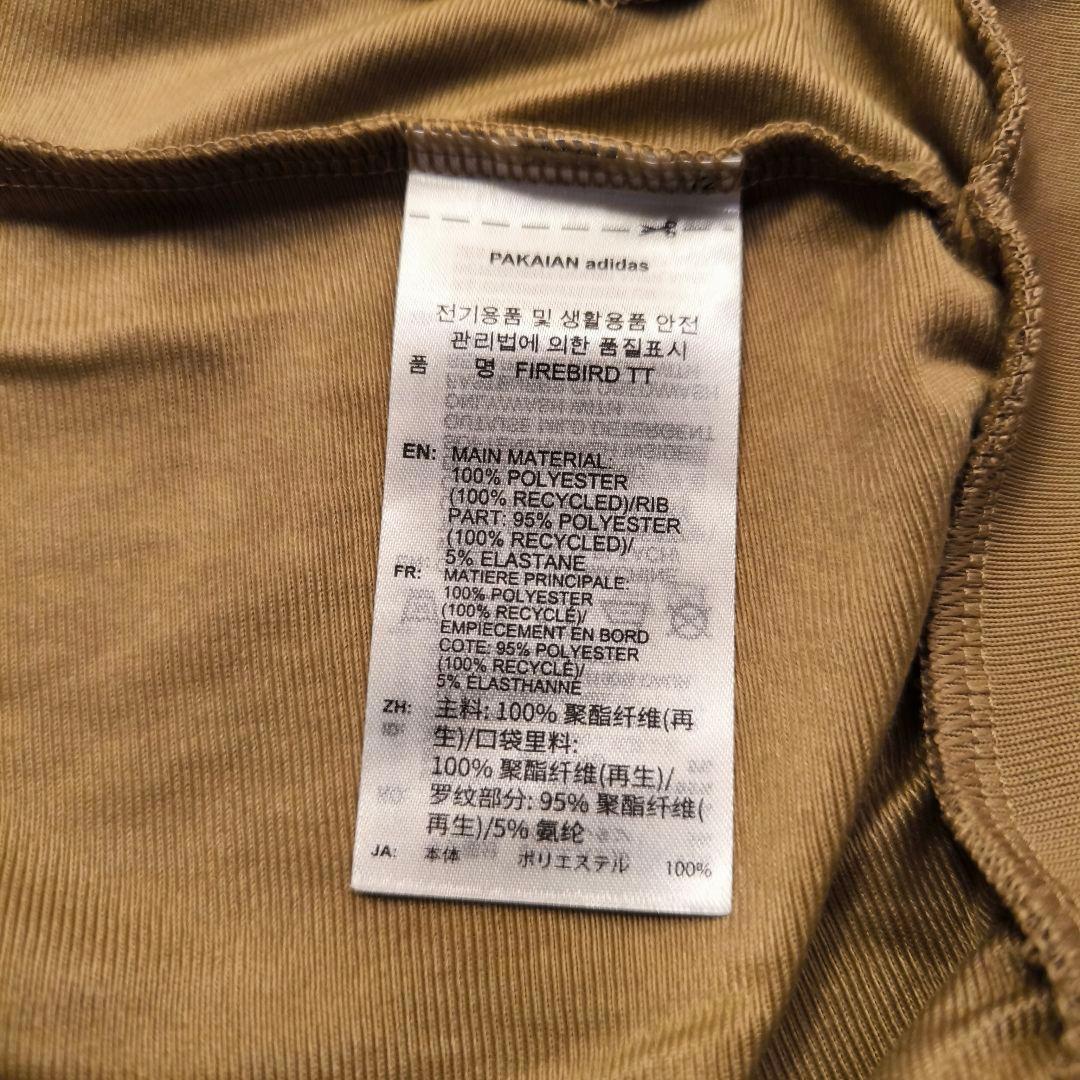 PAKAIAN adidas
전기용품 및 생활용품 안전
관리법에 의한 품질표시
품 명 FIREBIRD TT
EN: MAIN MATERIAL:
100% POLYESTER
(100% RECYCLED)/RIB
PART: 95% POLYESTER
(100% RECYCLED)/
5% ELASTANE
FR: MATIERE PRINCIPALE:
100% POLYESTER
(100% RECYCLÉ)/
EMPIECEMENT EN BORD
COTE: 95% POLYESTER
(100% RECYCLÉ)/
5% ELASTHANNE
ZH: 主料: 100% 聚酯纤维(再
生)/口袋里料:
100% 聚酯纤维(再生)/
罗纹部分: 95% 聚酯纤维(
再生)/5% 氨纶
JA: 本体 ポリエステル 100%